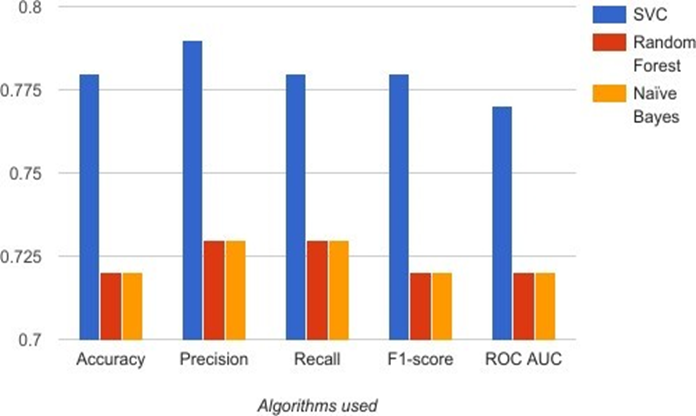 0.8
0.775
0.75
0.725
0.7
Accuracy
Precision
Recall
F1-score
ROC AUC
Algorithms used
SVC
Random
Forest
Naïve
Bayes